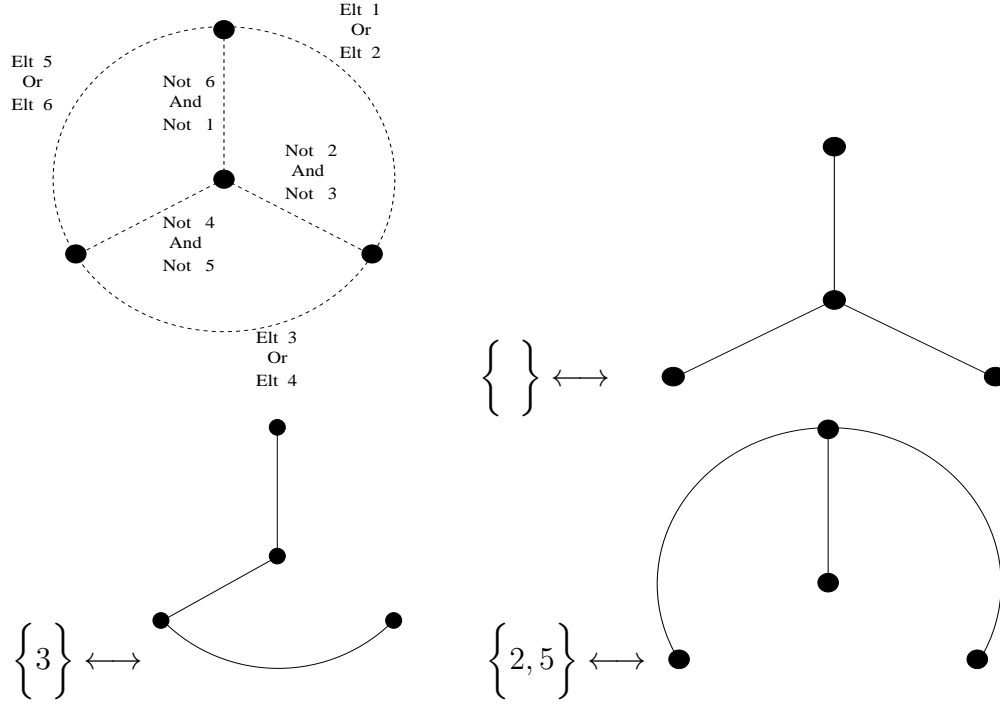 Elt 1
Or
Elt 2
Elt 5
Or
Elt 6
Not 6
And
Not 1
Not 2
And
Not 3
Not 4
And
Not 5
Elt 3
Or
Elt 4
{ } ⟷
{3} ⟷
{2, 5} ⟷